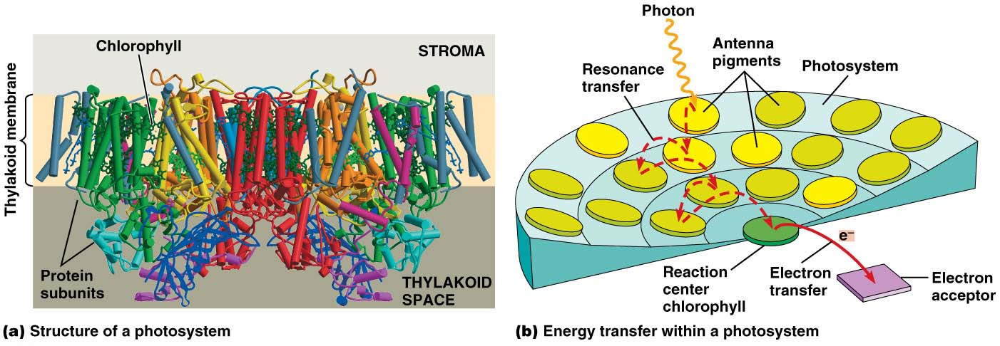 Chlorophyll
STROMA
Thylakoid membrane
Protein
subunits
THYLAKOID
SPACE
(a) Structure of a photosystem
Photon
Antenna
pigments
Resonance
transfer
Photosystem
e–
Reaction
center
chlorophyll
Electron
transfer
Electron
acceptor
(b) Energy transfer within a photosystem